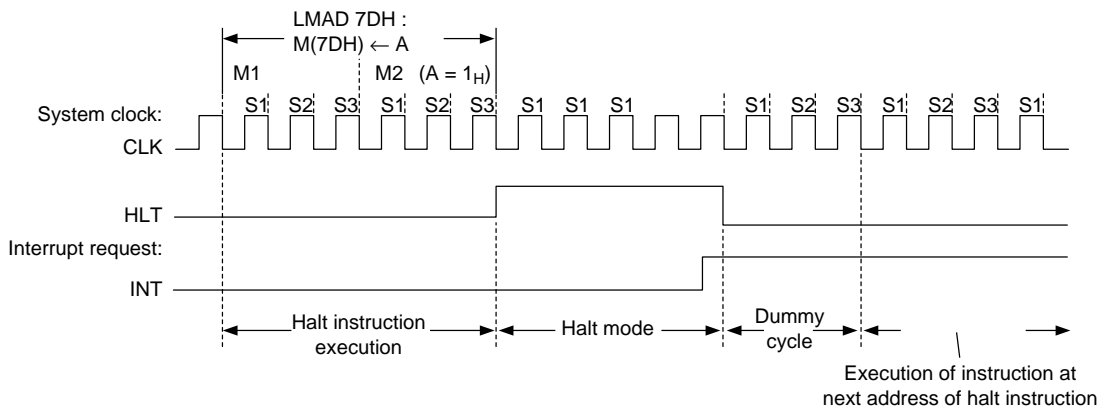 LMAD 7DH :
M(7DH) ← A
M1 M2 (A = 1H)
System clock: S1 S2 S3 S1 S2 S3 S1 S1 S1 S1 S2 S3 S1 S2 S3 S1
CLK
HLT
Interrupt request:
INT
Halt instruction execution
Halt mode
Dummy cycle
Execution of instruction at
next address of halt instruction